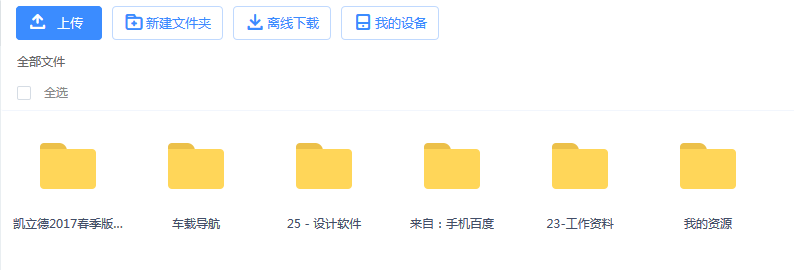 上传 新建文件夹 离线下载 我的设备
全部文件
全选
凯立德2017春季版... 车载导航 25 - 设计软件 来自：手机百度 23-工作资料 我的资源